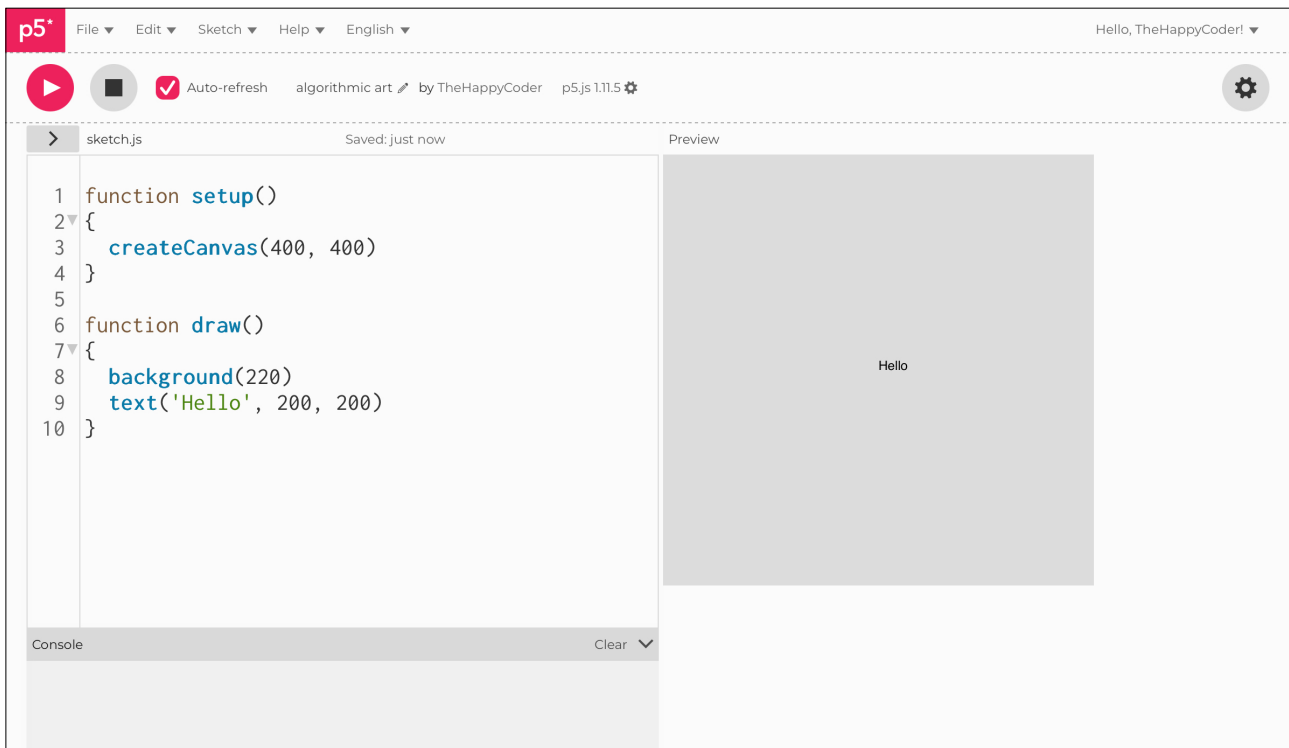 p5* File Edit Sketch Help English Hello, TheHappyCoder!
Auto-refresh algorithmic art by TheHappyCoder p5.js 1.11.5
sketch.js Saved: just now Preview
1 function setup()
2 {
3 createCanvas(400, 400)
4 }
5
6 function draw()
7 {
8 background(220)
9 text('Hello', 200, 200)
10 }
Hello
Console Clear